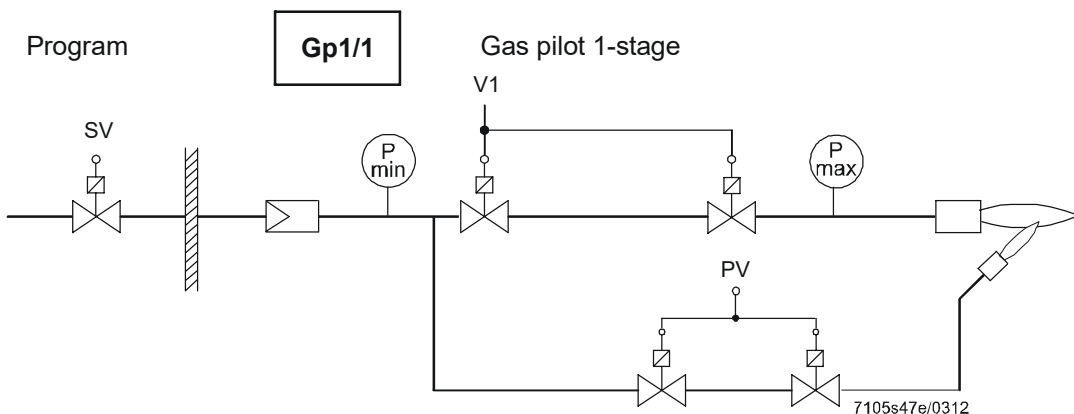 Program
Gp1/1
Gas pilot 1-stage
V1
SV
P
min
P
max
PV
7105s47e/0312